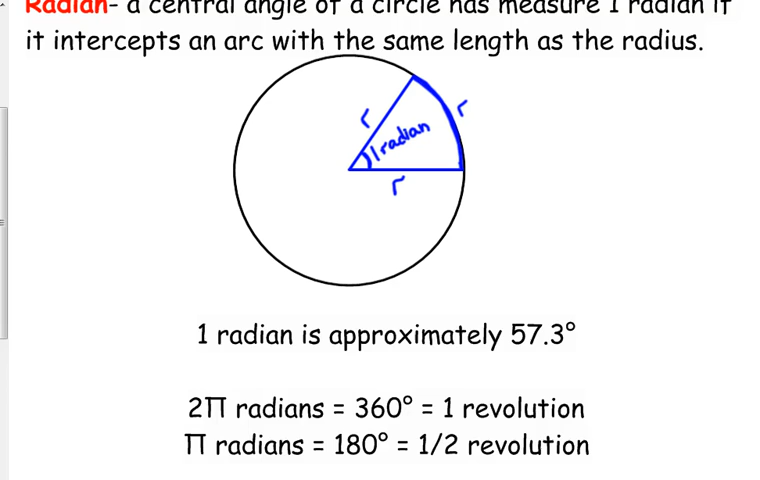 Radian- a central angle of a circle has measure 1 radian if
it intercepts an arc with the same length as the radius.
r
r
1 radian
r
1 radian is approximately 57.3°
2Π radians = 360° = 1 revolution
Π radians = 180° = 1/2 revolution